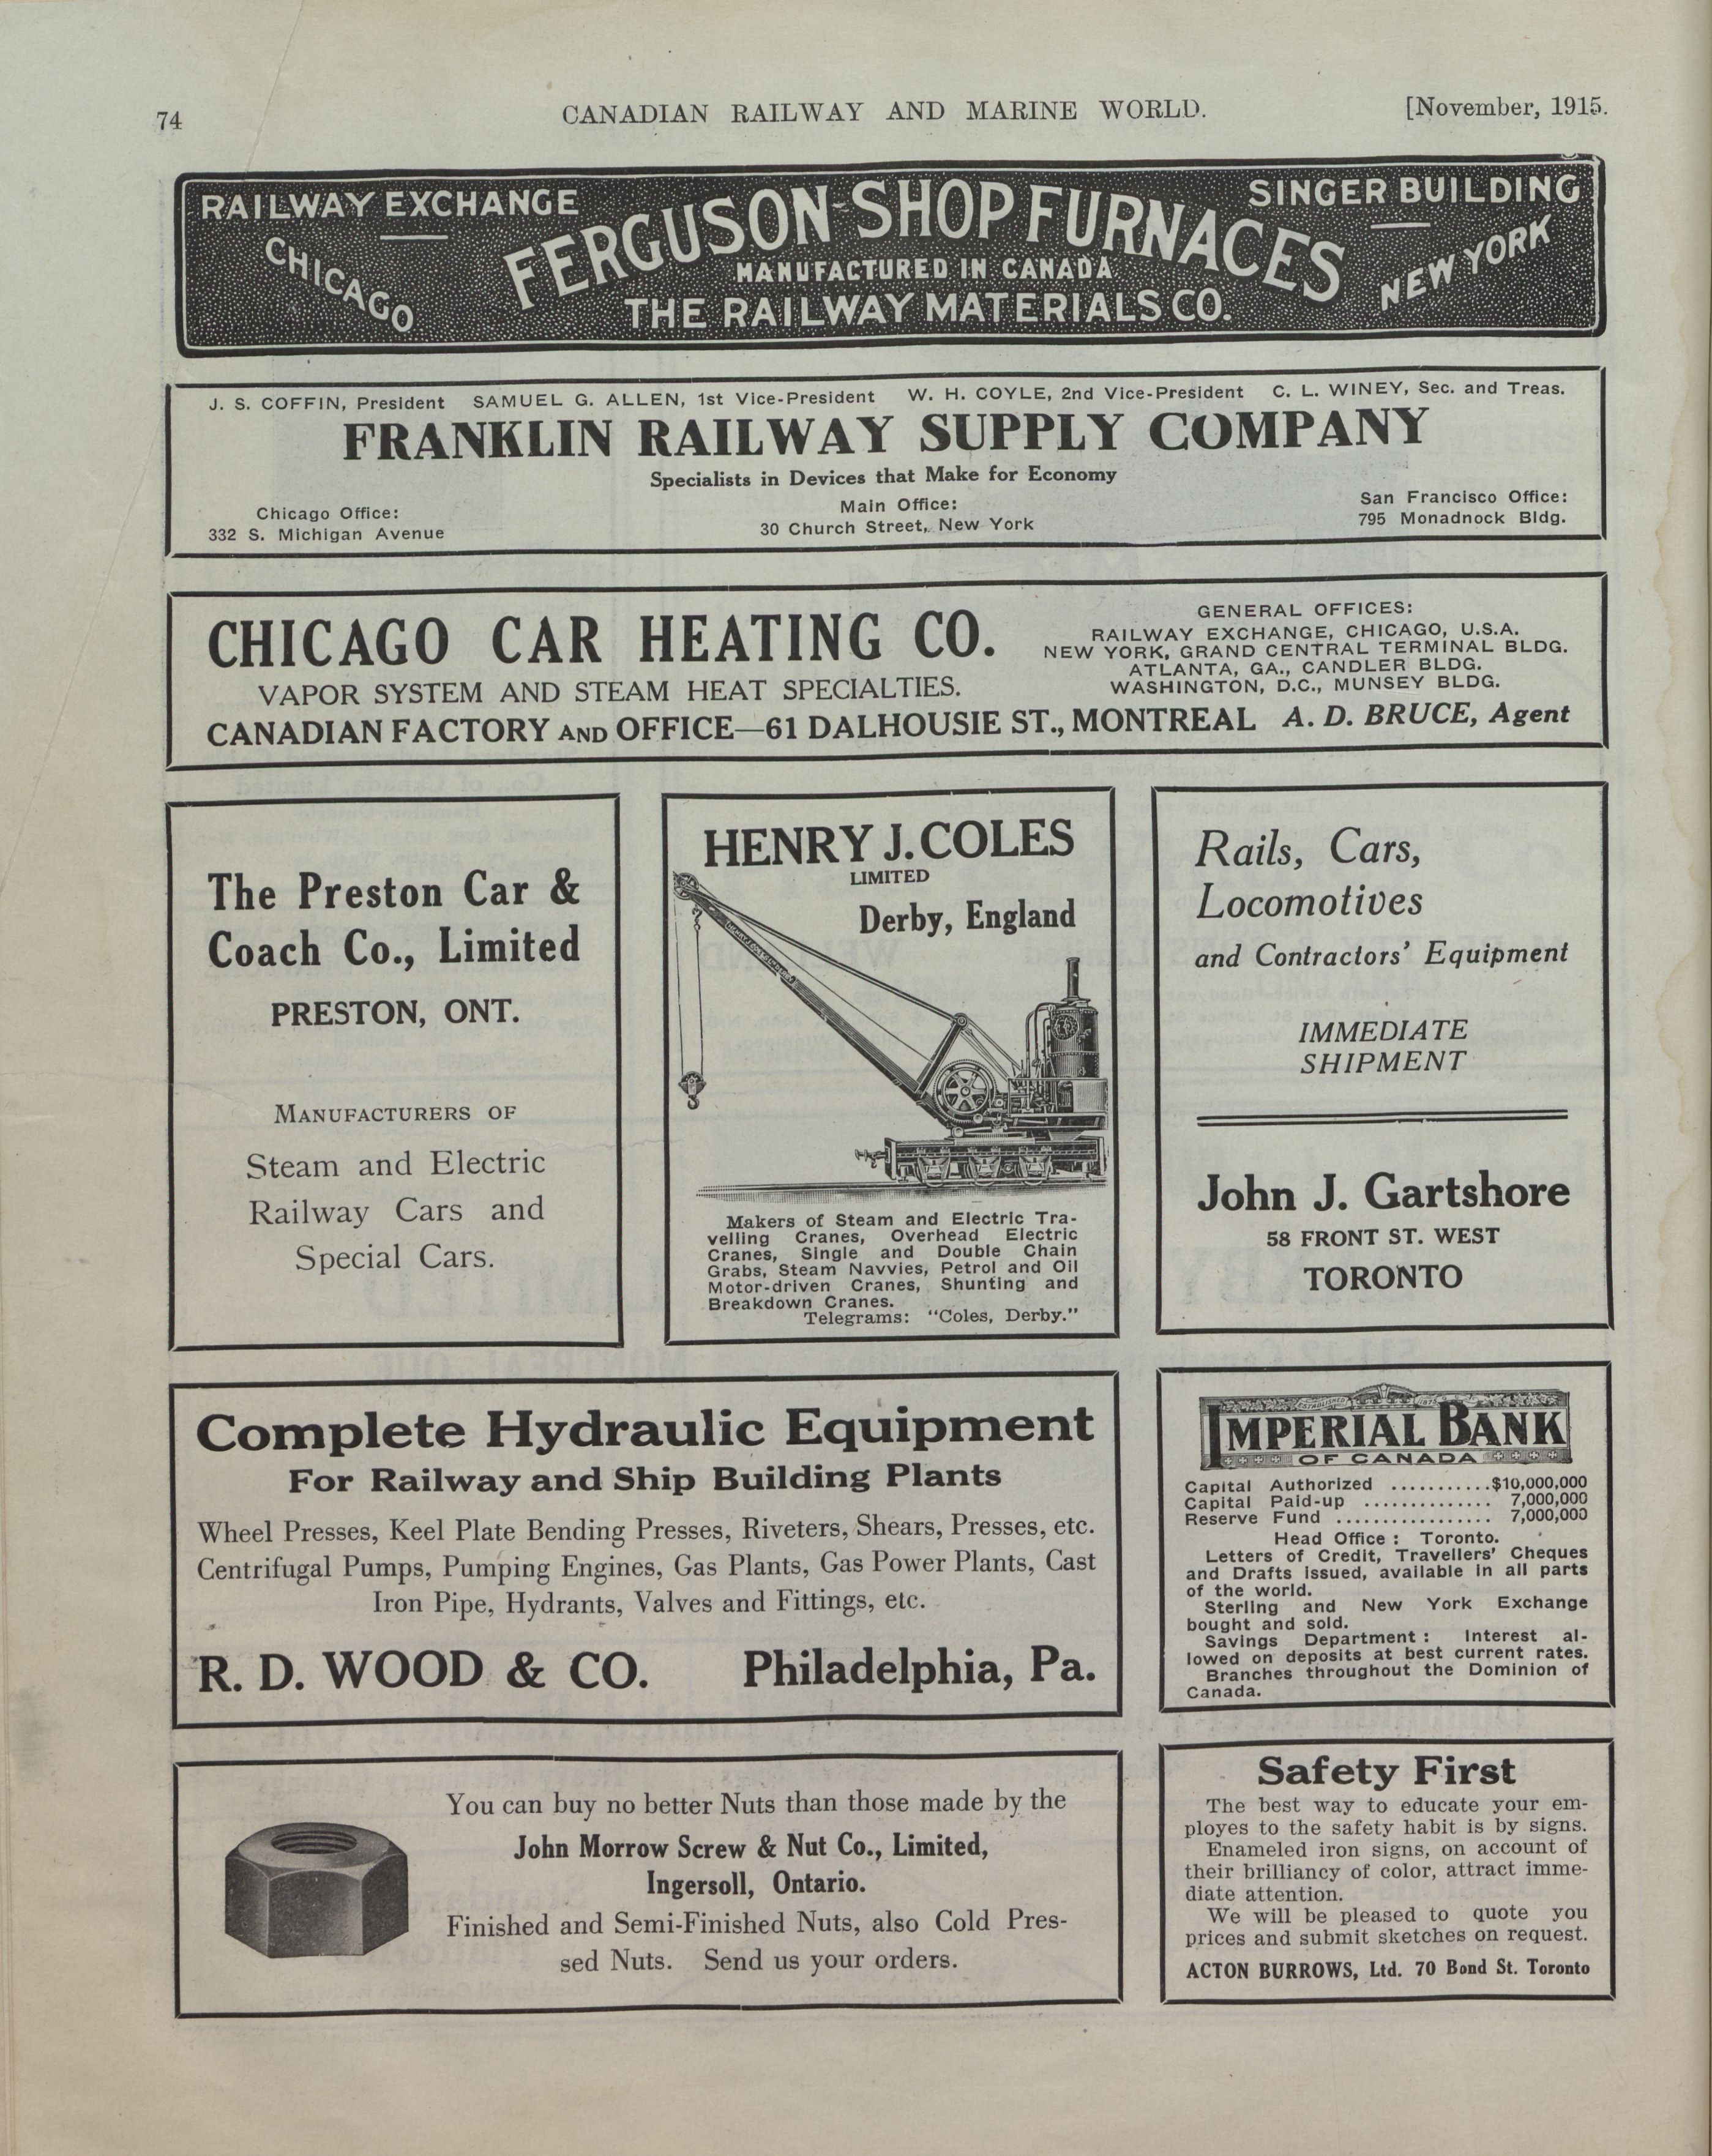 74
CANADIAN RAILWAY AND MARINE WORLD.
[November, 1915.
RAILWAY EXCHANGE
CHICAGO
FERGUSON-SHOP FURNACES
MANUFACTURED IN CANADA
THE RAILWAY MATERIALS CO.
SINGER BUILDING
NEW YORK
J. S. COFFIN, President SAMUEL G. ALLEN, 1st Vice-President W. H. COYLE, 2nd Vice-President C. L. WINEY, Sec. and Treas.
FRANKLIN RAILWAY SUPPLY COMPANY
Specialists in Devices that Make for Economy
Chicago Office:
332 S. Michigan Avenue
Main Office:
30 Church Street, New York
San Francisco Office:
795 Monadnock Bldg.
CHICAGO CAR HEATING CO.
VAPOR SYSTEM AND STEAM HEAT SPECIALTIES.
GENERAL OFFICES:
RAILWAY EXCHANGE, CHICAGO, U.S.A.
NEW YORK, GRAND CENTRAL TERMINAL BLDG.
ATLANTA, GA., CANDLER BLDG.
WASHINGTON, D.C., MUNSEY BLDG.
CANADIAN FACTORY AND OFFICE—61 DALHOUSIE ST., MONTREAL A. D. BRUCE, Agent
The Preston Car &
Coach Co., Limited
PRESTON, ONT.
MANUFACTURERS OF
Steam and Electric
Railway Cars and
Special Cars.
HENRY J. COLES
LIMITED
Derby, England
Makers of Steam and Electric Tra-
velling Cranes, Overhead Electric
Cranes, Single and Double Chain
Grabs, Steam Navvies, Petrol and Oil
Motor-driven Cranes, Shunting and
Breakdown Cranes.
Telegrams: "Coles, Derby."
Rails, Cars,
Locomotives
and Contractors' Equipment
IMMEDIATE
SHIPMENT
John J. Gartshore
58 FRONT ST. WEST
TORONTO
Complete Hydraulic Equipment
For Railway and Ship Building Plants
Wheel Presses, Keel Plate Bending Presses, Riveters, Shears, Presses, etc.
Centrifugal Pumps, Pumping Engines, Gas Plants, Gas Power Plants, Cast
Iron Pipe, Hydrants, Valves and Fittings, etc.
R. D. WOOD & CO. Philadelphia, Pa.
ESTABLISHED 1875
IMPERIAL BANK
OF CANADA
Capital Authorized ...........$10,000,000
Capital Paid-up .............. 7,000,000
Reserve Fund ................. 7,000,000
Head Office : Toronto.
Letters of Credit, Travellers' Cheques
and Drafts issued, available in all parts
of the world.
Sterling and New York Exchange
bought and sold.
Savings Department : Interest al-
lowed on deposits at best current rates.
Branches throughout the Dominion of
Canada.
You can buy no better Nuts than those made by the
John Morrow Screw & Nut Co., Limited,
Ingersoll, Ontario.
Finished and Semi-Finished Nuts, also Cold Pres-
sed Nuts. Send us your orders.
Safety First
The best way to educate your em-
ployes to the safety habit is by signs.
Enameled iron signs, on account of
their brilliancy of color, attract imme-
diate attention.
We will be pleased to quote you
prices and submit sketches on request.
ACTON BURROWS, Ltd. 70 Bond St. Toronto